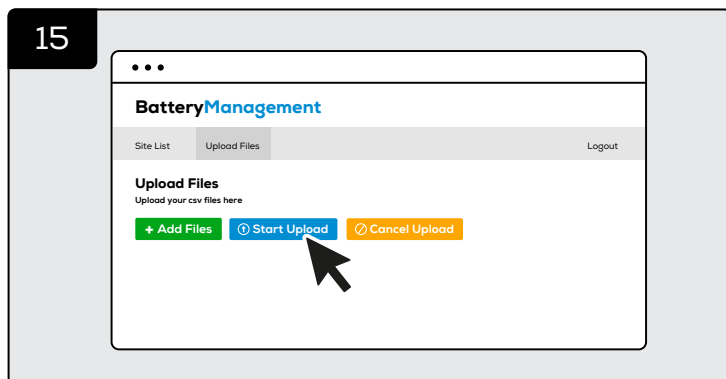 15
BatteryManagement
Site List Upload Files Logout
Upload Files
Upload your csv files here
+ Add Files Start Upload Cancel Upload